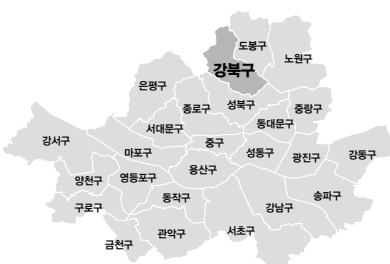 도봉구
노원구
강북구
은평구
종로구
성북구
중랑구
서대문구
동대문구
강서구
마포구
중구
성동구
광진구
강동구
양천구
영등포구
용산구
구로구
동작구
강남구
송파구
금천구
관악구
서초구